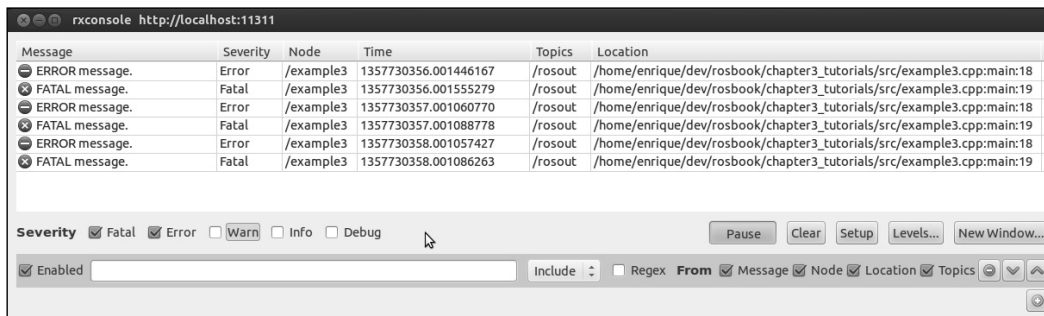 rxconsole http://localhost:11311
Message Severity Node Time Topics Location
ERROR message. Error /example3 1357730356.001446167 /rosout /home/enrique/dev/rosbook/chapter3_tutorials/src/example3.cpp:main:18
FATAL message. Fatal /example3 1357730356.001555279 /rosout /home/enrique/dev/rosbook/chapter3_tutorials/src/example3.cpp:main:19
ERROR message. Error /example3 1357730357.001060770 /rosout /home/enrique/dev/rosbook/chapter3_tutorials/src/example3.cpp:main:18
FATAL message. Fatal /example3 1357730357.001088778 /rosout /home/enrique/dev/rosbook/chapter3_tutorials/src/example3.cpp:main:19
ERROR message. Error /example3 1357730358.001057427 /rosout /home/enrique/dev/rosbook/chapter3_tutorials/src/example3.cpp:main:18
FATAL message. Fatal /example3 1357730358.001086263 /rosout /home/enrique/dev/rosbook/chapter3_tutorials/src/example3.cpp:main:19
Severity Fatal Error Warn Info Debug Pause Clear Setup Levels... New Window...
Enabled Include Regex From Message Node Location Topics